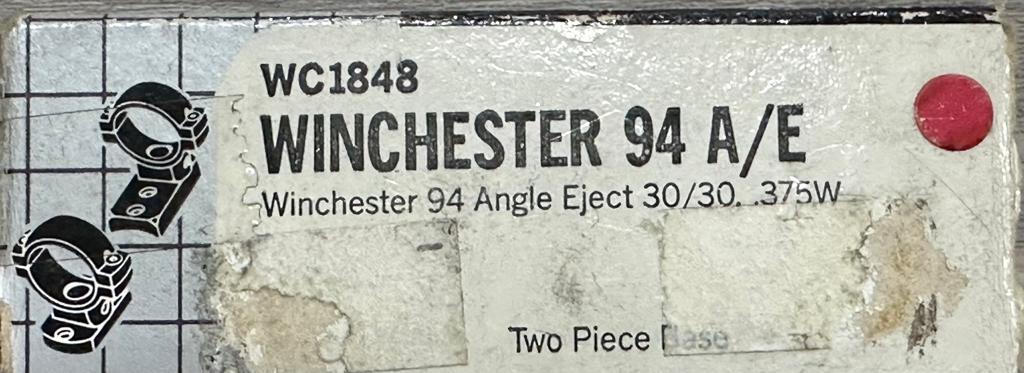 WC1848
WINCHESTER 94 A/E
Winchester 94 Angle Eject 30/30, .375W
Two Piece Base